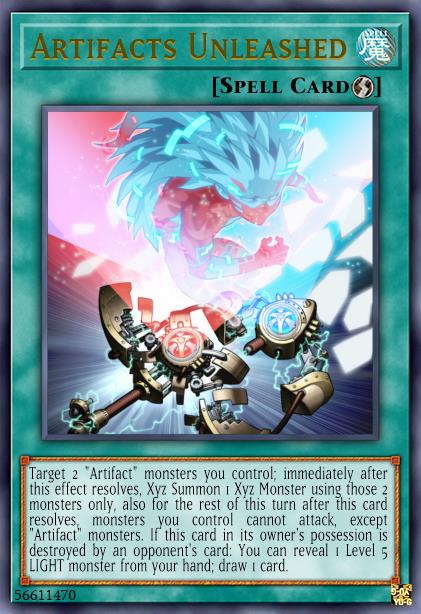 Artifacts Unleashed
[Spell Card]
Target 2 "Artifact" monsters you control; immediately after
this effect resolves, Xyz Summon 1 Xyz Monster using those 2
monsters only, also for the rest of this turn after this card
resolves, monsters you control cannot attack, except
"Artifact" monsters. If this card in its owner's possession is
destroyed by an opponent's card: You can reveal 1 Level 5
LIGHT monster from your hand; draw 1 card.
56611470